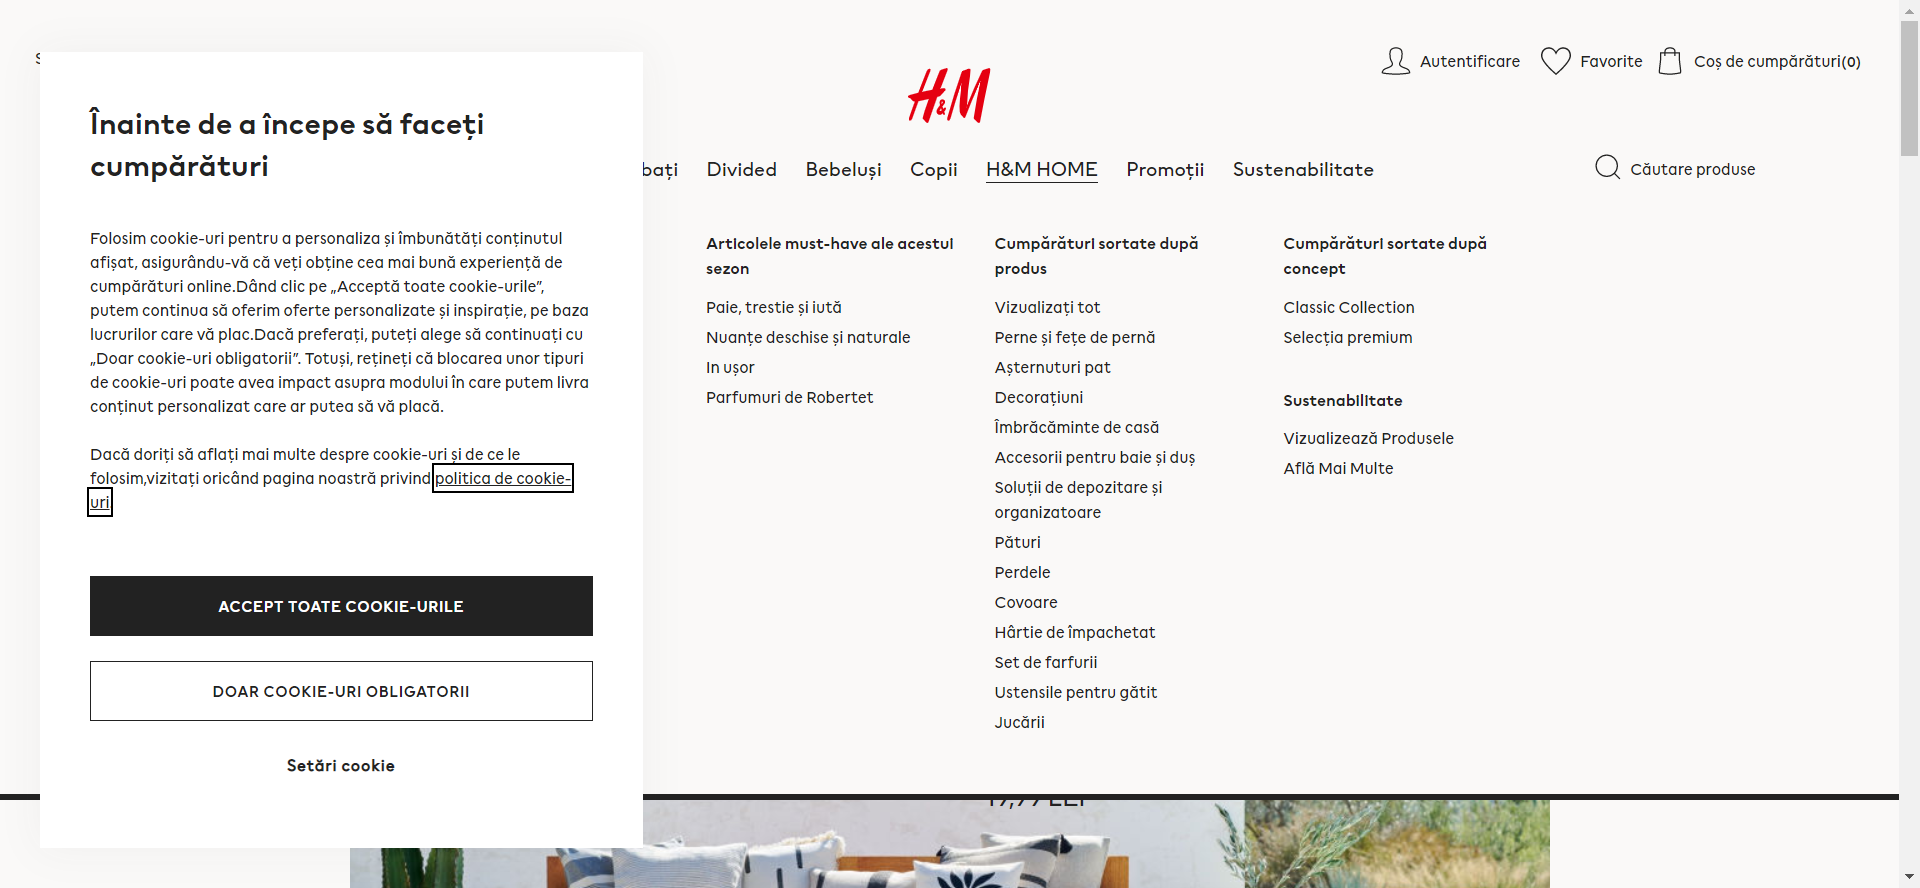 Autentificare
Favorite
Coș de cumpărături(0)
H&M
Divided
Bebeluși
Copii
H&M HOME
Promoții
Sustenabilitate
Căutare produse
Înainte de a începe să faceți
cumpărături
Folosim cookie-uri pentru a personaliza și îmbunătăți conținutul
afișat, asigurându-vă că veți obține cea mai bună experiență de
cumpărături online.Dând clic pe „Acceptă toate cookie-urile”,
putem continua să oferim oferte personalizate și inspirație, pe baza
lucrurilor care vă plac.Dacă preferați, puteți alege să continuați cu
„Doar cookie-uri obligatorii”. Totuși, rețineți că blocarea unor tipuri
de cookie-uri poate avea impact asupra modului în care putem livra
conținut personalizat care ar putea să vă placă.
Dacă doriți să aflați mai multe despre cookie-uri și de ce le
folosim,vizitați oricând pagina noastră privind politica de cookie-
uri
ACCEPT TOATE COOKIE-URILE
DOAR COOKIE-URI OBLIGATORII
Setări cookie
Articolele must-have ale acestui
sezon
Paie, trestie și iută
Nuanțe deschise și naturale
In ușor
Parfumuri de Robertet
Cumpărături sortate după
produs
Vizualizați tot
Perne și fețe de pernă
Așternuturi pat
Decorațiuni
Îmbrăcăminte de casă
Accesorii pentru baie și duș
Soluții de depozitare și
organizatoare
Pături
Perdele
Covoare
Hârtie de împachetat
Set de farfurii
Ustensile pentru gătit
Jucării
Cumpărături sortate după
concept
Classic Collection
Selecția premium
Sustenabilitate
Vizualizează Produsele
Află Mai Multe